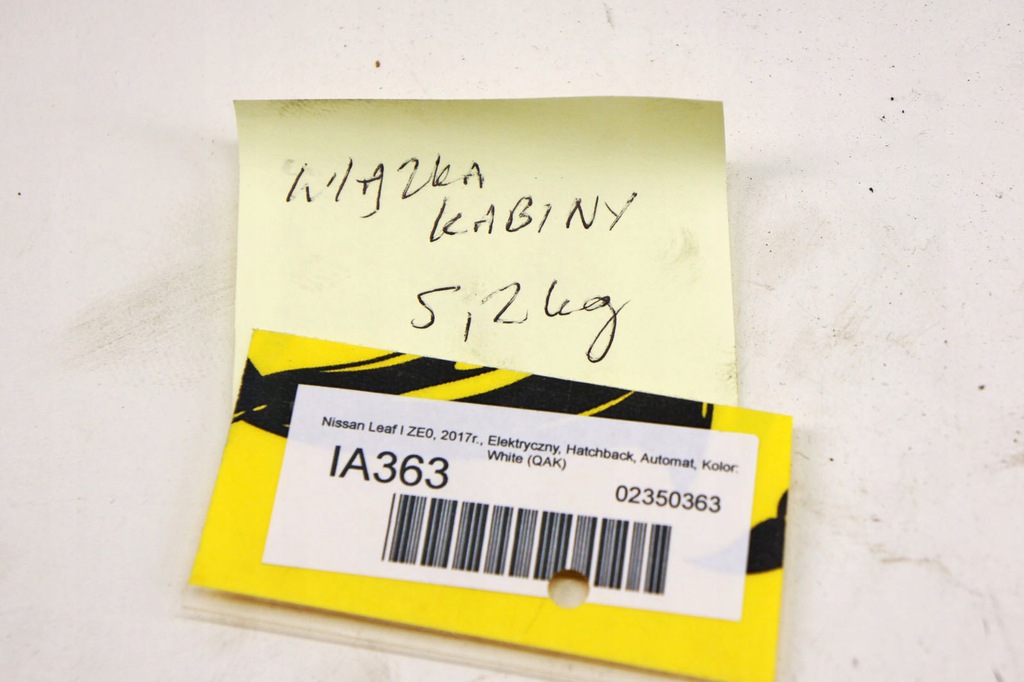 WIĄZKA
KABINY
5,2kg
Nissan Leaf I ZE0, 2017r., Elektryczny, Hatchback, Automat, Kolor:
White (QAK)
IA363
02350363